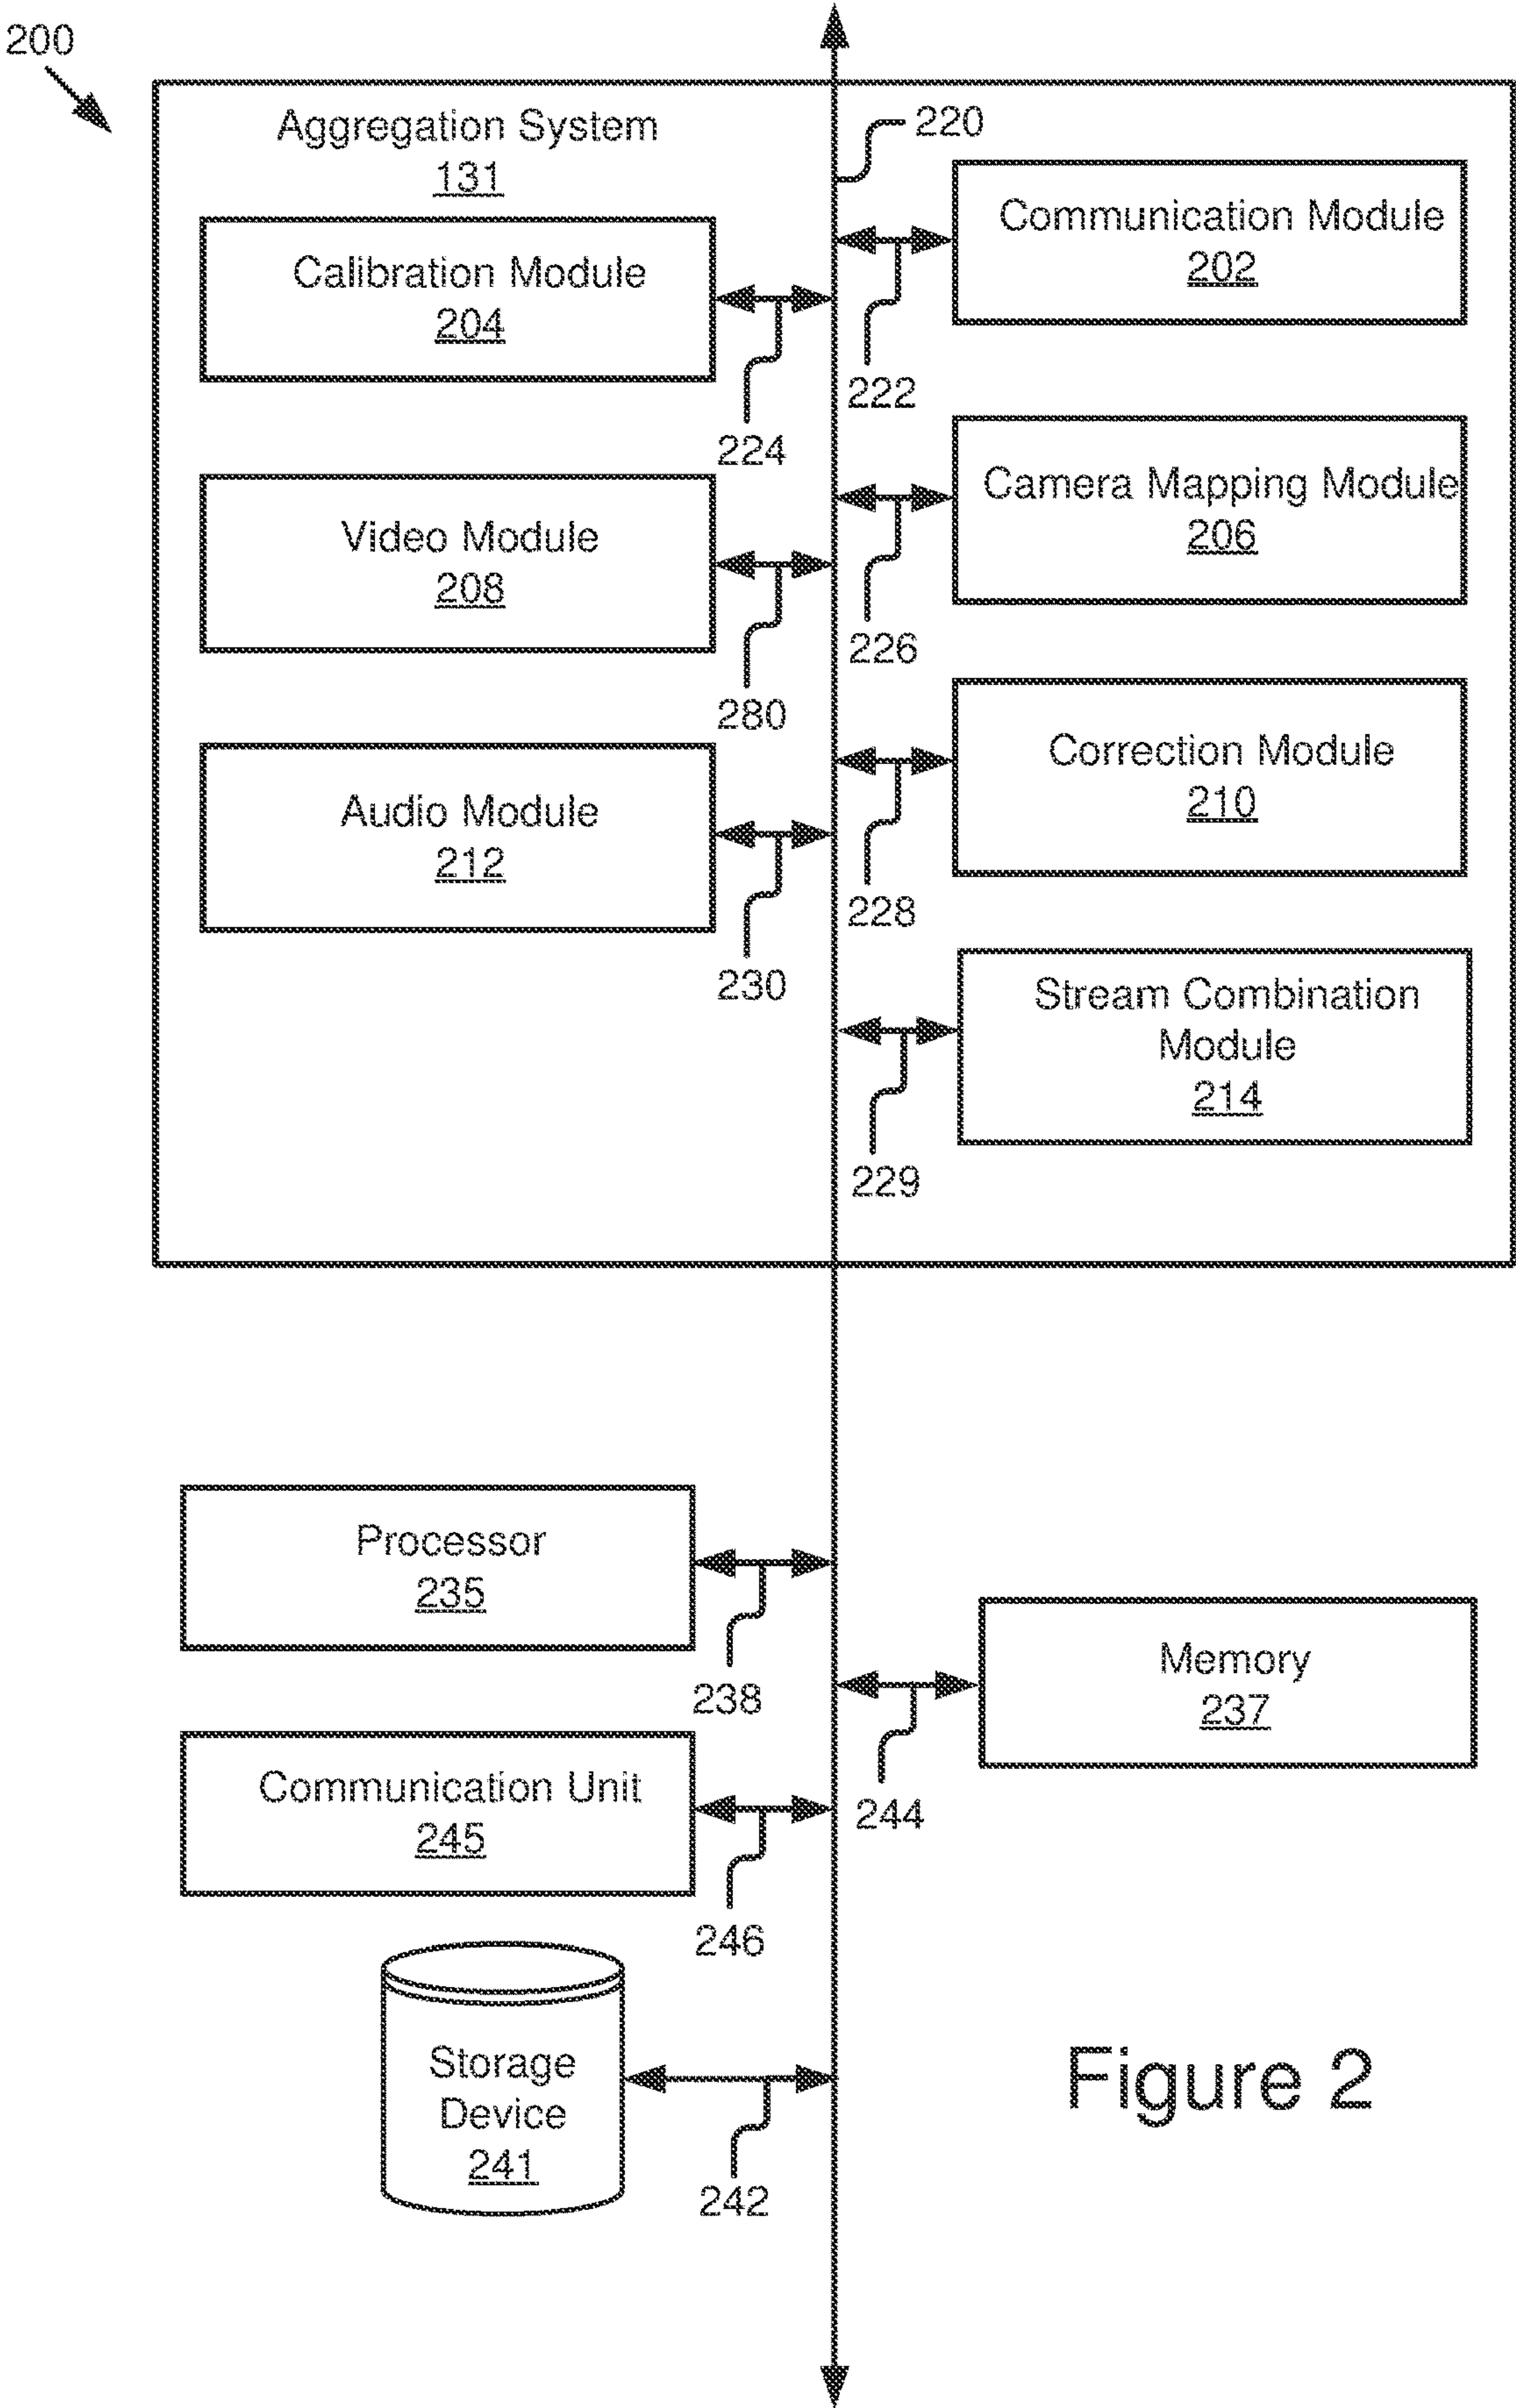 200
Aggregation System
131
220
Communication Module
202
Calibration Module
204
222
224
Camera Mapping Module
206
Video Module
208
226
280
Correction Module
210
Audio Module
212
228
230
Stream Combination
Module
214
229
Processor
235
238
Memory
237
Communication Unit
245
244
246
Storage
Device
241
242
Figure 2